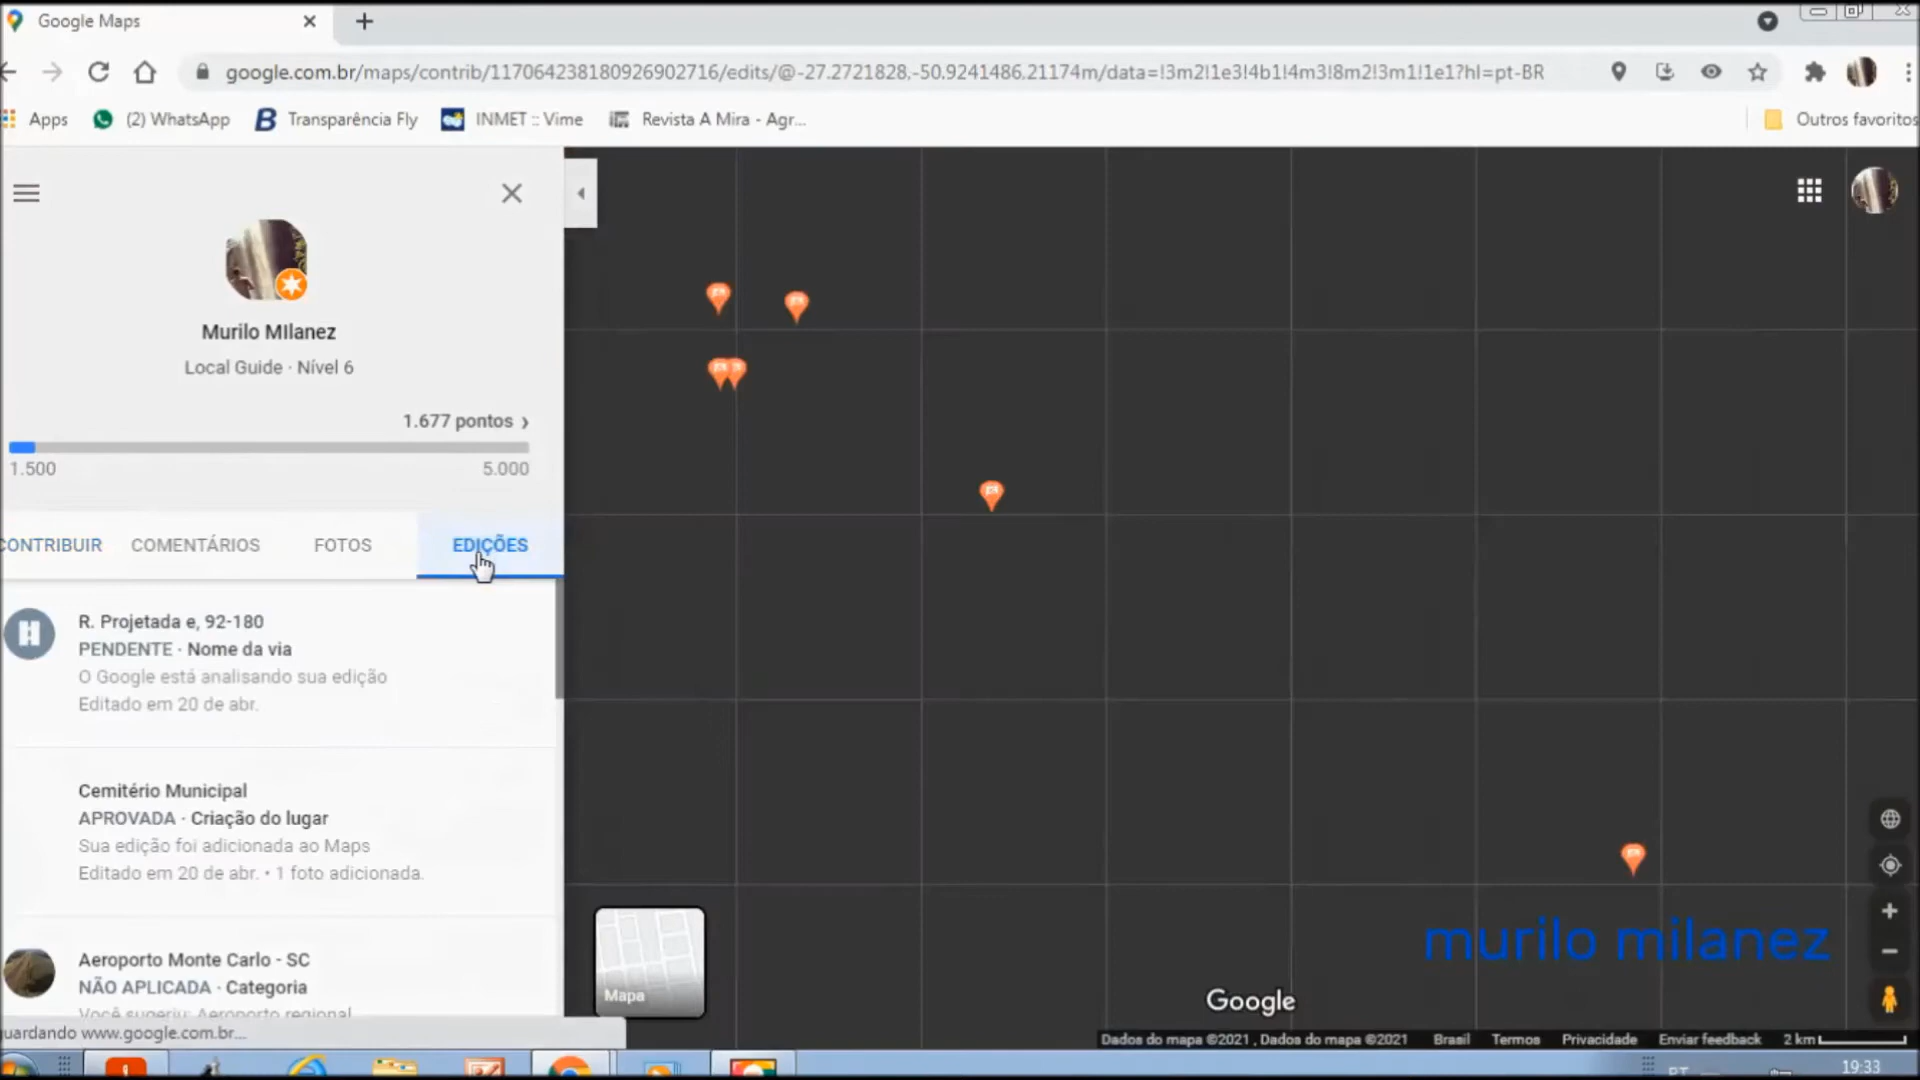 Google Maps
google.com.br/maps/contrib/117064238180926902716/edits/@-27.2721828,-50.9241486,21174m/data=!3m2!1e3!4b1!4m3!8m2!3m1!1e1?hl=pt-BR
Apps
(2) WhatsApp
Transparência Fly
INMET :: Vime
Revista A Mira - Agr...
Outros favoritos
Murilo MIlanez
Local Guide · Nível 6
1.677 pontos ›
1.500
5.000
CONTRIBUIR
COMENTÁRIOS
FOTOS
EDIÇÕES
R. Projetada e, 92-180
PENDENTE · Nome da via
O Google está analisando sua edição
Editado em 20 de abr.
Cemitério Municipal
APROVADA · Criação do lugar
Sua edição foi adicionada ao Maps
Editado em 20 de abr. • 1 foto adicionada.
Aeroporto Monte Carlo - SC
NÃO APLICADA · Categoria
Você sugeriu: Aeroporto regional
guardando www.google.com.br...
Mapa
murilo milanez
Google
Dados do mapa ©2021 , Dados do mapa ©2021
Brasil
Termos
Privacidade
Enviar feedback
2 km
PT
19:33